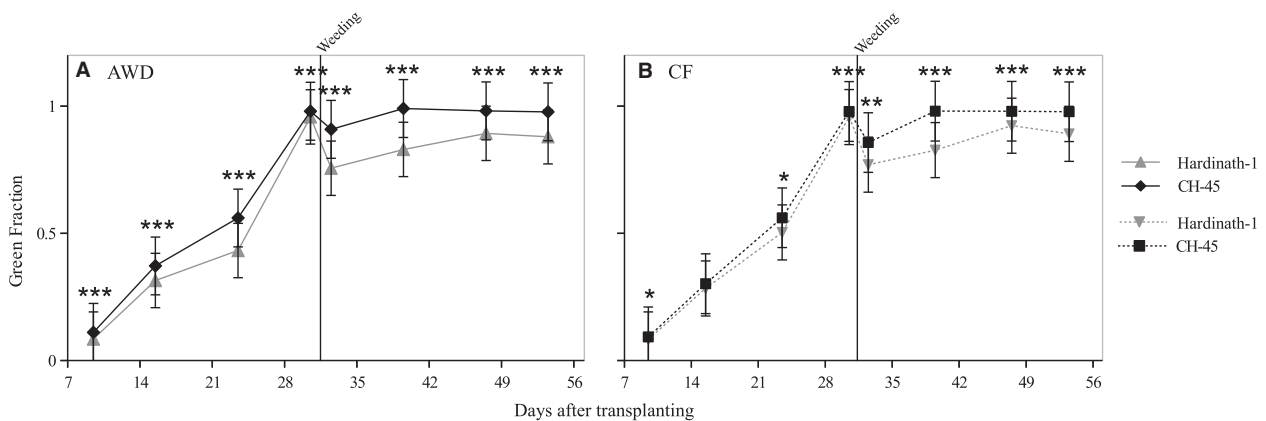 Weeding
Weeding
A AWD
B CF
*** *** *** *** *** *** *** ***
* * *** ** *** *** ***
Green Fraction
1
0.5
0
7 14 21 28 35 42 49 56
7 14 21 28 35 42 49 56
Days after transplanting
Hardinath-1
CH-45
Hardinath-1
CH-45